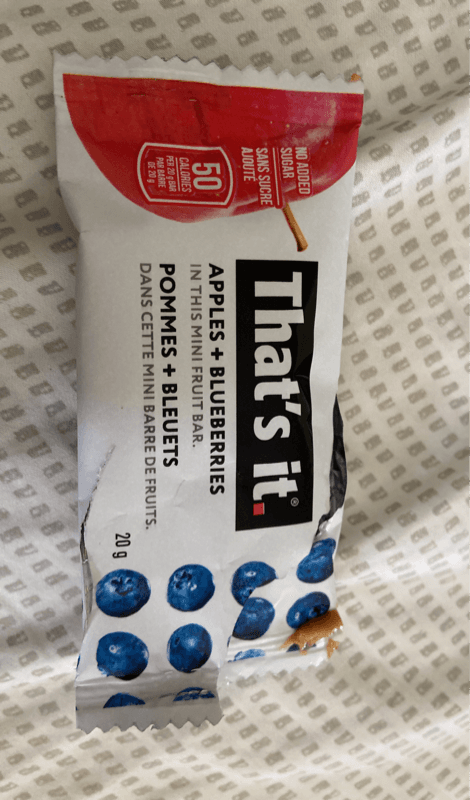 NO ADDED
SUGAR
SANS SUCRE
AJOUTÉ
50
CALORIES
PER 20 g BAR
PAR BARRE
DE 20 g
That's it.®
APPLES + BLUEBERRIES
IN THIS MINI FRUIT BAR.
POMMES + BLEUETS
DANS CETTE MINI BARRE DE FRUITS.
20 g